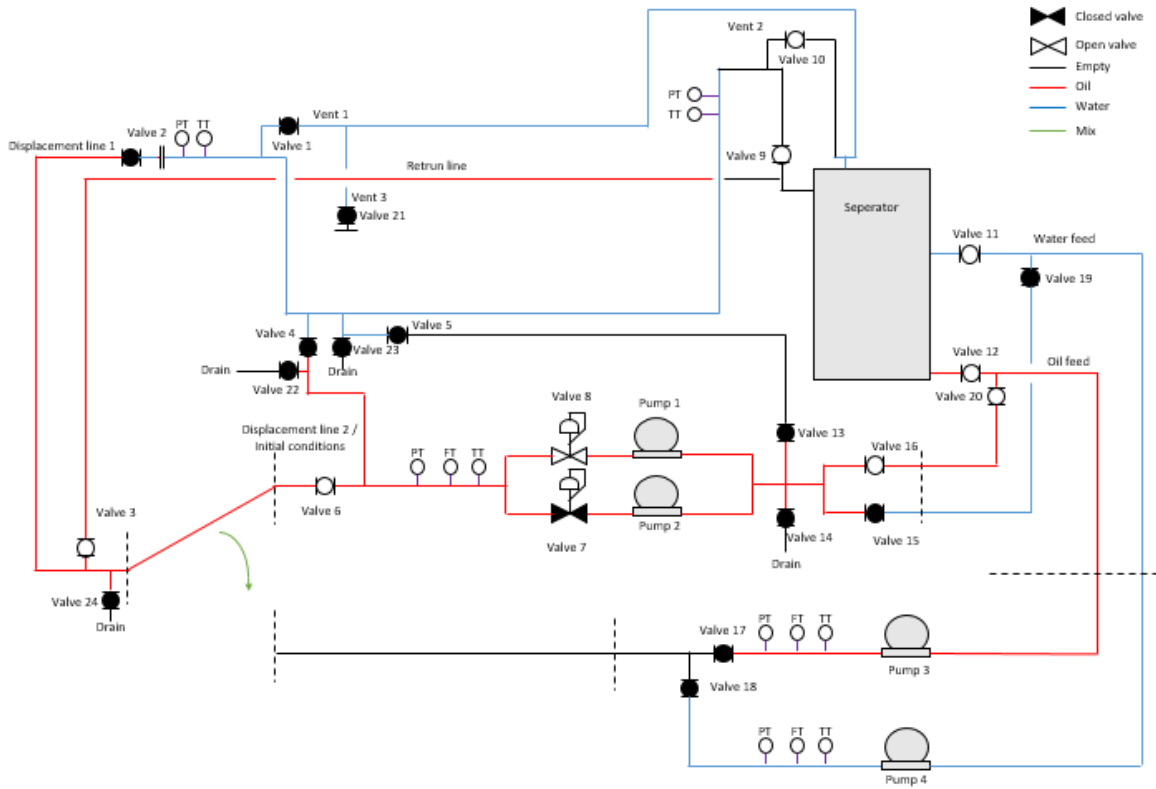 Closed valve
Open valve
Empty
Oil
Water
Mix
Vent 2
Valve 10
PT
TT
Vent 1
Valve 1
Valve 2
PT TT
Displacement line 1
Valve 9
Retrun line
Vent 3
Valve 21
Seperator
Valve 11
Water feed
Valve 19
Valve 4
Valve 5
Valve 23
Drain
Drain
Valve 22
Valve 12
Oil feed
Valve 20
Valve 8
Pump 1
Displacement line 2 /
Initial conditions
Valve 13
Valve 16
PT FT TT
Valve 6
Pump 2
Valve 7
Valve 14
Valve 15
Drain
Valve 3
Valve 24
Drain
PT FT TT
Valve 17
Pump 3
Valve 18
PT FT TT
Pump 4